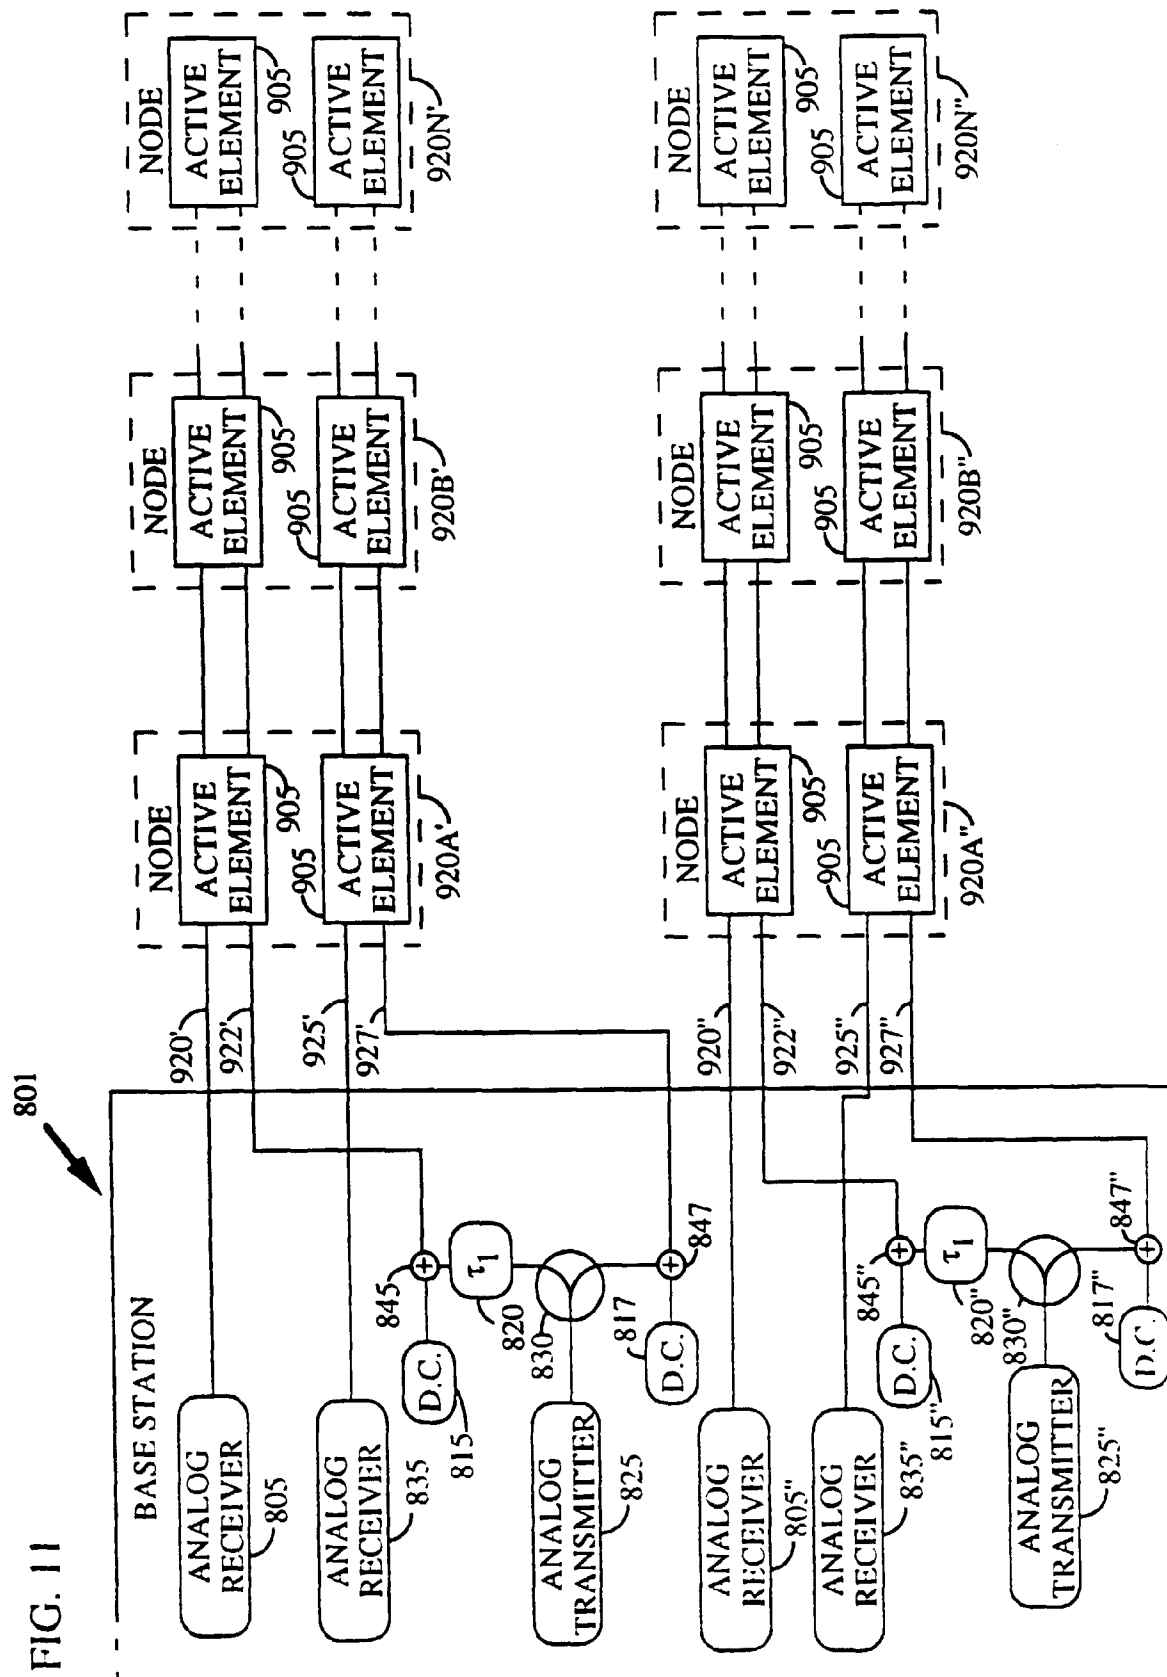 FIG. 11
801
BASE STATION
ANALOG
RECEIVER
805
920'
922'
NODE
ACTIVE
ELEMENT
905
NODE
ACTIVE
ELEMENT
905
NODE
ACTIVE
ELEMENT
905
ANALOG
RECEIVER
835
925'
927'
905
ACTIVE
ELEMENT
920A'
905
ACTIVE
ELEMENT
920B'
905
ACTIVE
ELEMENT
920N'
D.C.
815
845
τ1
820
ANALOG
TRANSMITTER
825
830
D.C.
817
847
ANALOG
RECEIVER
805"
920"
922"
NODE
ACTIVE
ELEMENT
905
NODE
ACTIVE
ELEMENT
905
NODE
ACTIVE
ELEMENT
905
ANALOG
RECEIVER
835"
925"
927"
905
ACTIVE
ELEMENT
920A"
905
ACTIVE
ELEMENT
920B"
905
ACTIVE
ELEMENT
920N"
D.C.
815"
845"
τ1
820"
ANALOG
TRANSMITTER
825"
830"
D.C.
817"
847"